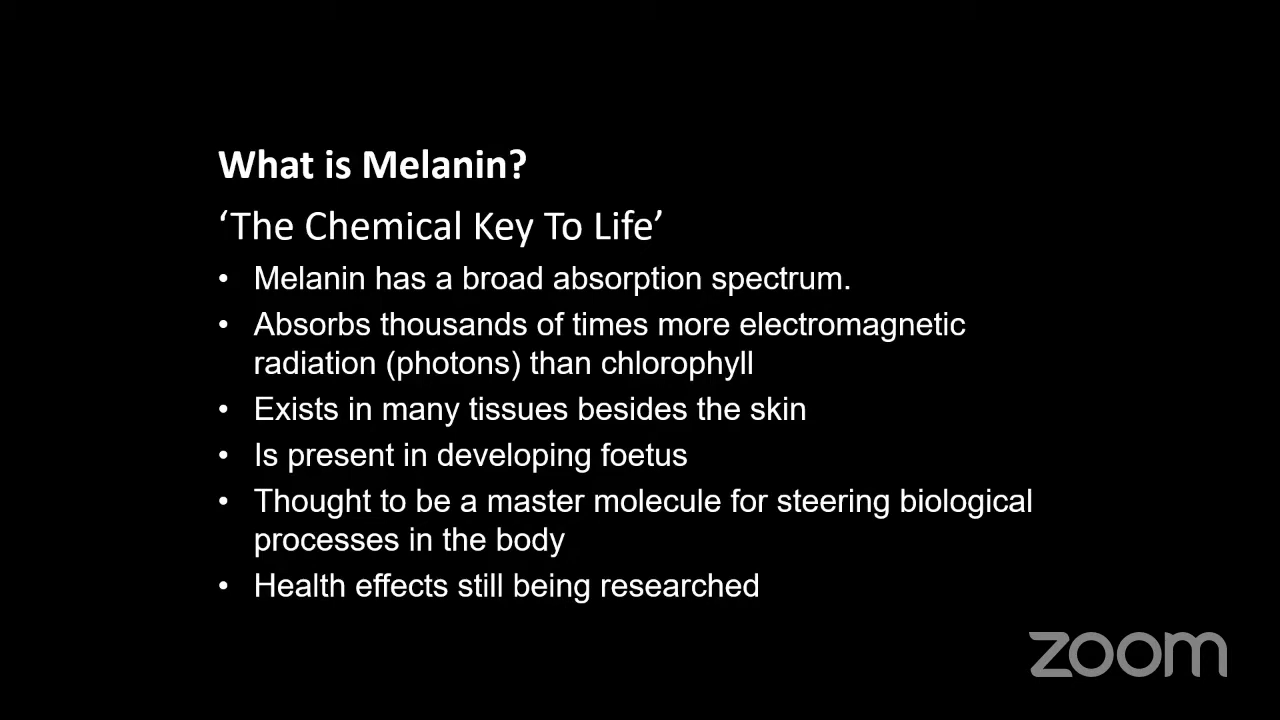 What is Melanin?
‘The Chemical Key To Life’
• Melanin has a broad absorption spectrum.
• Absorbs thousands of times more electromagnetic
radiation (photons) than chlorophyll
• Exists in many tissues besides the skin
• Is present in developing foetus
• Thought to be a master molecule for steering biological
processes in the body
• Health effects still being researched
zoom